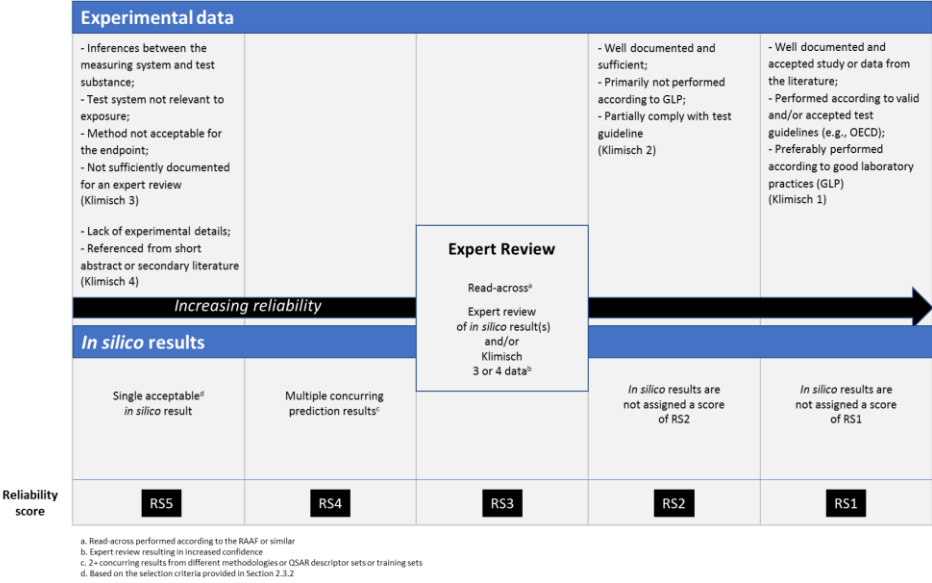 Experimental data
- Inferences between the
measuring system and test
substance;
- Test system not relevant to
exposure;
- Method not acceptable for
the endpoint;
- Not sufficiently documented
for an expert review
(Klimisch 3)
- Lack of experimental details;
- Referenced from short
abstract or secondary literature
(Klimisch 4)
- Well documented and
sufficient;
- Primarily not performed
according to GLP;
- Partially comply with test
guideline
(Klimisch 2)
- Well documented and
accepted study or data from
the literature;
- Performed according to valid
and/or accepted test
guidelines (e.g., OECD);
- Preferably performed
according to good laboratory
practices (GLP)
(Klimisch 1)
Increasing reliability
Expert Review
Read-acrossᵃ
Expert review
of in silico result(s)
and/or
Klimisch
3 or 4 dataᵇ
In silico results
Single acceptableᵈ
in silico result
Multiple concurring
prediction resultsᶜ
In silico results are
not assigned a score
of RS2
In silico results are
not assigned a score
of RS1
Reliability
score
RS5
RS4
RS3
RS2
RS1
a. Read-across performed according to the RAAF or similar
b. Expert review resulting in increased confidence
c. 2+ concurring results from different methodologies or QSAR descriptor sets or training sets
d. Based on the selection criteria provided in Section 2.3.2